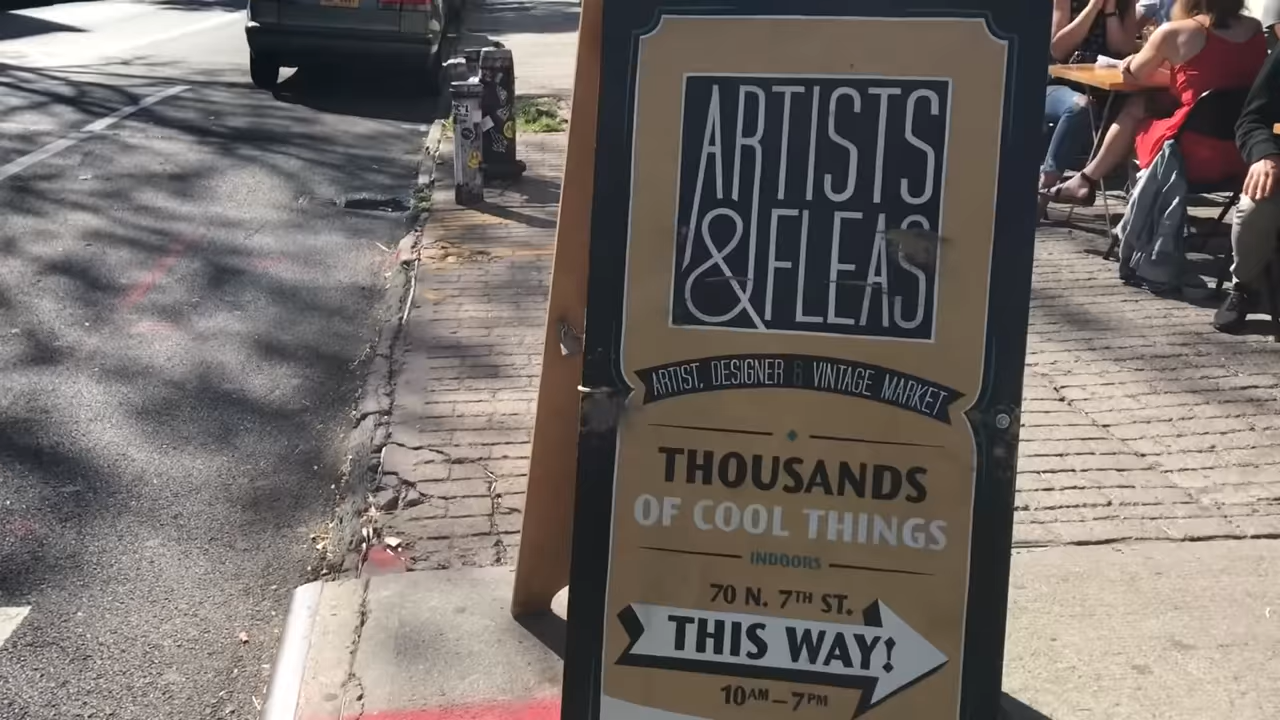 ARTISTS
& FLEAS
ARTIST, DESIGNER & VINTAGE MARKET
THOUSANDS
OF COOL THINGS
INDOORS
70 N. 7TH ST.
THIS WAY!
10AM – 7PM